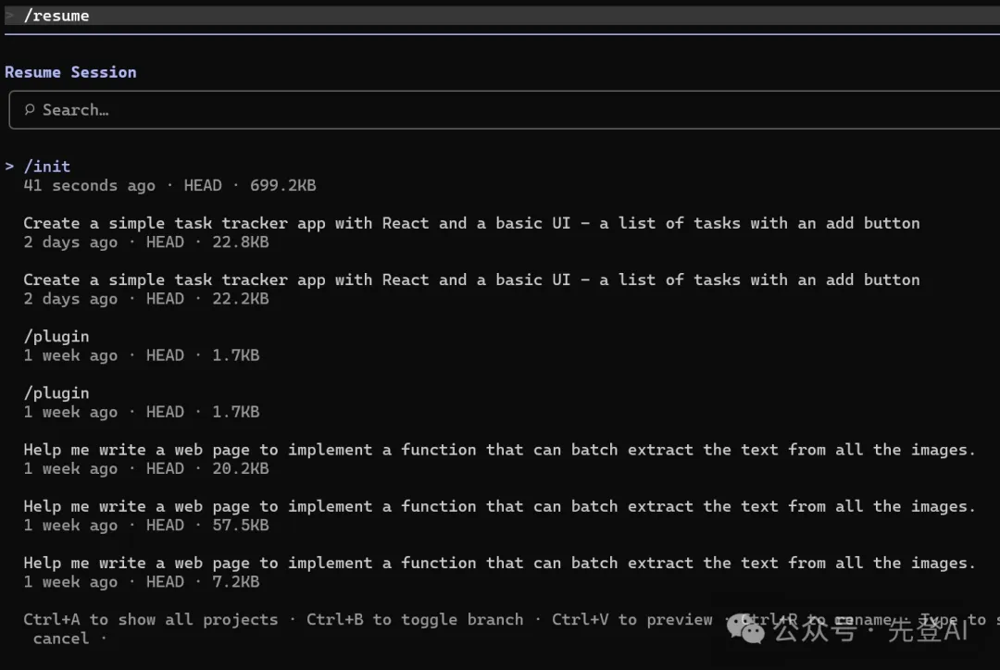 > /resume
Resume Session
⌕ Search…
> /init
41 seconds ago · HEAD · 699.2KB
Create a simple task tracker app with React and a basic UI - a list of tasks with an add button
2 days ago · HEAD · 22.8KB
Create a simple task tracker app with React and a basic UI - a list of tasks with an add button
2 days ago · HEAD · 22.2KB
/plugin
1 week ago · HEAD · 1.7KB
/plugin
1 week ago · HEAD · 1.7KB
Help me write a web page to implement a function that can batch extract the text from all the images.
1 week ago · HEAD · 20.2KB
Help me write a web page to implement a function that can batch extract the text from all the images.
1 week ago · HEAD · 57.5KB
Help me write a web page to implement a function that can batch extract the text from all the images.
1 week ago · HEAD · 7.2KB
Ctrl+A to show all projects · Ctrl+B to toggle branch · Ctrl+V to preview · Ctrl+R to rename · Type to s
cancel ·
公众号 · 先登AI